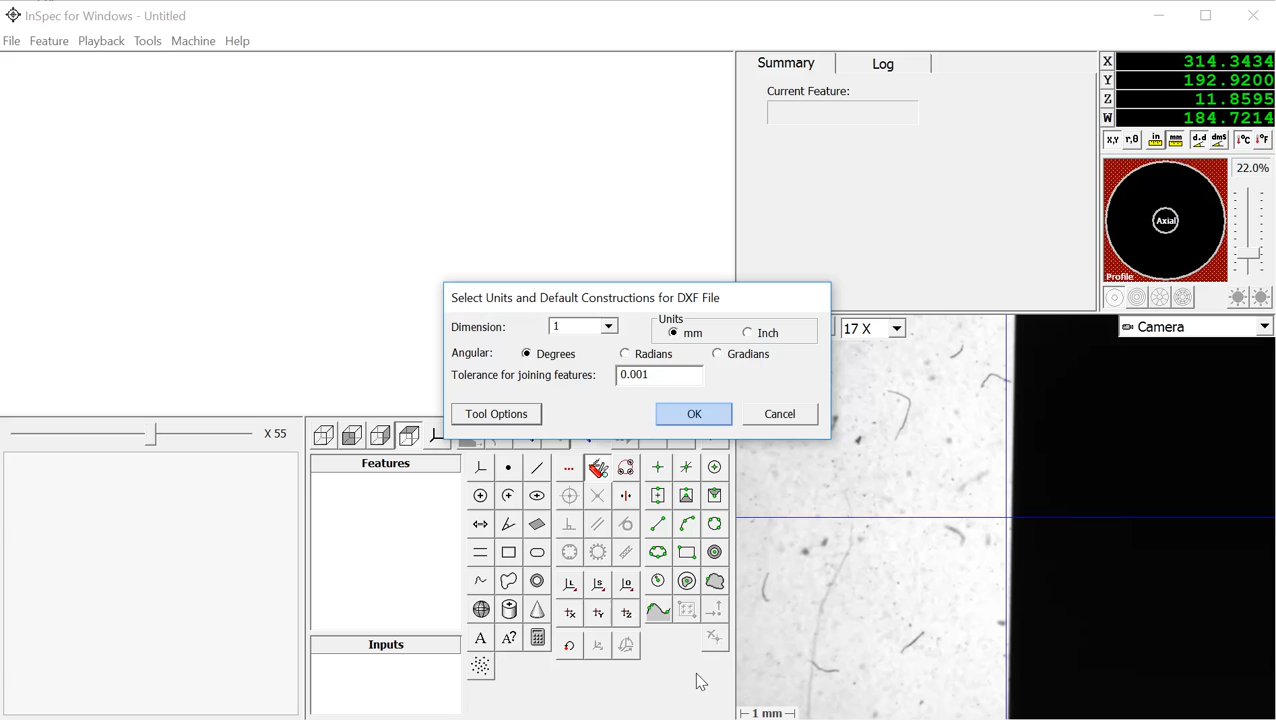 InSpec for Windows - Untitled
File Feature Playback Tools Machine Help
Summary Log
Current Feature:
X 314.3434
Y 192.9200
Z 11.8595
W 184.7214
x,y r,θ in mm d.d dms °C °F
22.0%
Axial
Profile
Select Units and Default Constructions for DXF File
Dimension: 1
Units
mm Inch
Angular: Degrees Radians Gradians
Tolerance for joining features: 0.001
Tool Options OK Cancel
17 X
Camera
X 55
Features
Inputs
L S O
X Y Z
A A?
1 mm